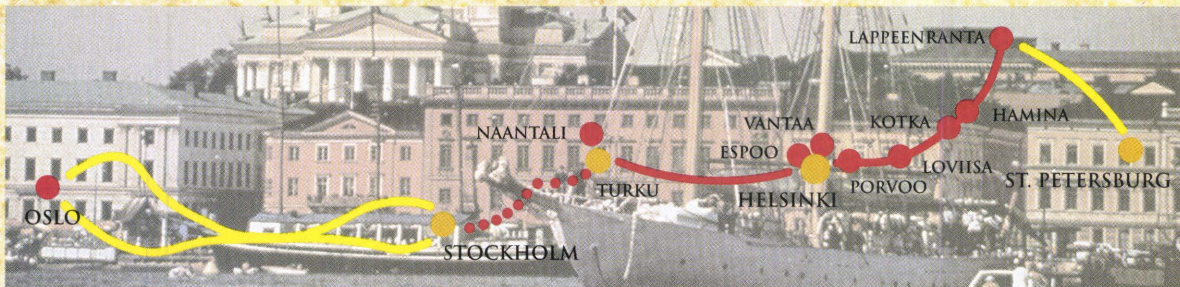 OSLO
STOCKHOLM
NAANTALI
TURKU
VANTAA
ESPOO
HELSINKI
PORVOO
LOVIISA
KOTKA
HAMINA
LAPPEENRANTA
ST. PETERSBURG